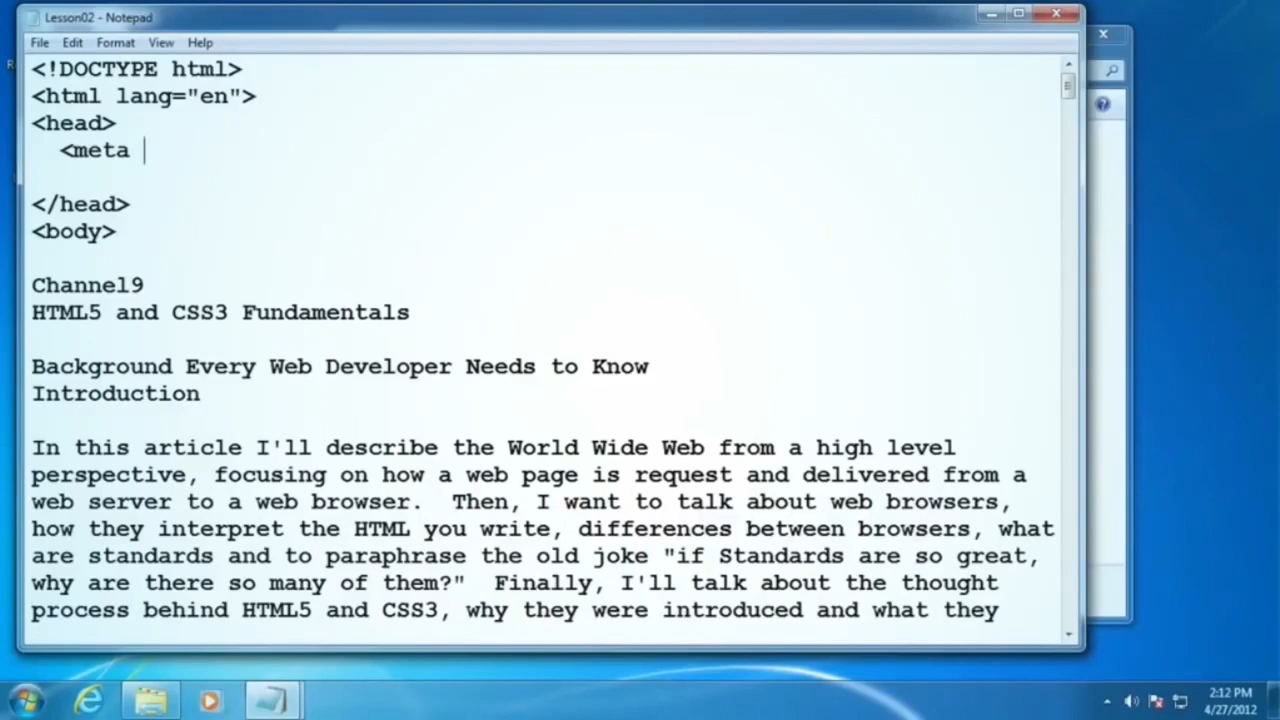 Lesson02 - Notepad
File Edit Format View Help
<!DOCTYPE html>
<html lang="en">
<head>
<meta
</head>
<body>
Channel9
HTML5 and CSS3 Fundamentals
Background Every Web Developer Needs to Know
Introduction
In this article I'll describe the World Wide Web from a high level
perspective, focusing on how a web page is request and delivered from a
web server to a web browser.  Then, I want to talk about web browsers,
how they interpret the HTML you write, differences between browsers, what
are standards and to paraphrase the old joke "if Standards are so great,
why are there so many of them?"  Finally, I'll talk about the thought
process behind HTML5 and CSS3, why they were introduced and what they
2:12 PM
4/27/2012